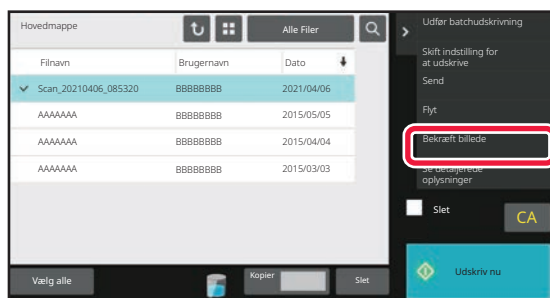 Hovedmappe
Alle Filer
Filnavn Brugernavn Dato
Scan_20210406_085320 BBBBBBBB 2021/04/06
AAAAAAA BBBBBBBB 2015/05/05
AAAAAAA BBBBBBBB 2015/04/04
AAAAAAA BBBBBBBB 2015/03/03
Vælg alle
Kopier
Slet
Udfør batchudskrivning
Skift indstilling for
at udskrive
Send
Flyt
Bekræft billede
Se detaljerede
oplysninger
Slet
CA
Udskriv nu